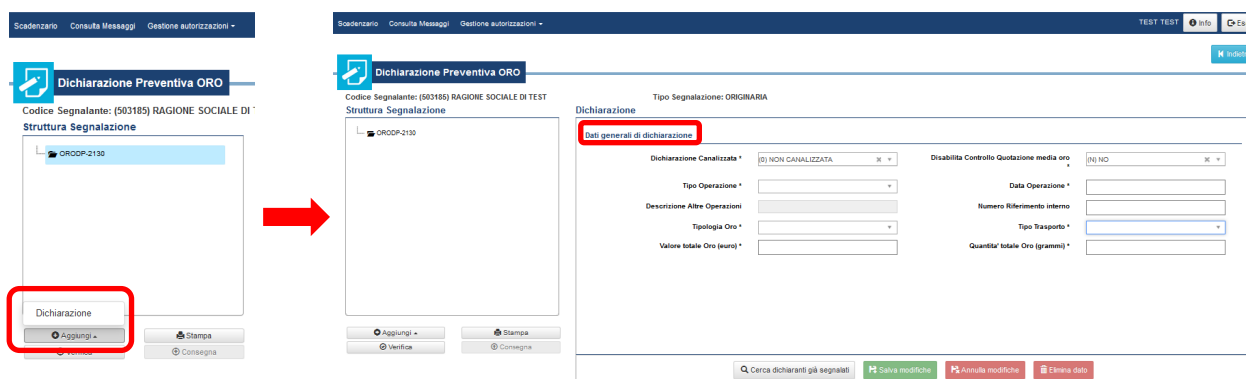 Scadenzario Consulta Messaggi Gestione autorizzazioni
Dichiarazione Preventiva ORO
Codice Segnalante: (503185) RAGIONE SOCIALE DI
Struttura Segnalazione
ORODP-2130
Dichiarazione
Aggiungi Stampa
Verifica Consegna
Scadenzario Consulta Messaggi Gestione autorizzazioni TEST TEST Info Es
Indiet
Dichiarazione Preventiva ORO
Codice Segnalante: (503185) RAGIONE SOCIALE DI TEST Tipo Segnalazione: ORIGINARIA
Struttura Segnalazione Dichiarazione
ORODP-2130
Dati generali di dichiarazione
Dichiarazione Canalizzata * (0) NON CANALIZZATA Disabilita Controllo Quotazione media oro * (N) NO
Tipo Operazione * Data Operazione *
Descrizione Altre Operazioni Numero Riferimento interno
Tipologia Oro * Tipo Trasporto *
Valore totale Oro (euro) * Quantita' totale Oro (grammi) *
Aggiungi Stampa
Verifica Consegna
Cerca dichiaranti già segnalati Salva modifiche Annulla modifiche Elimina dato